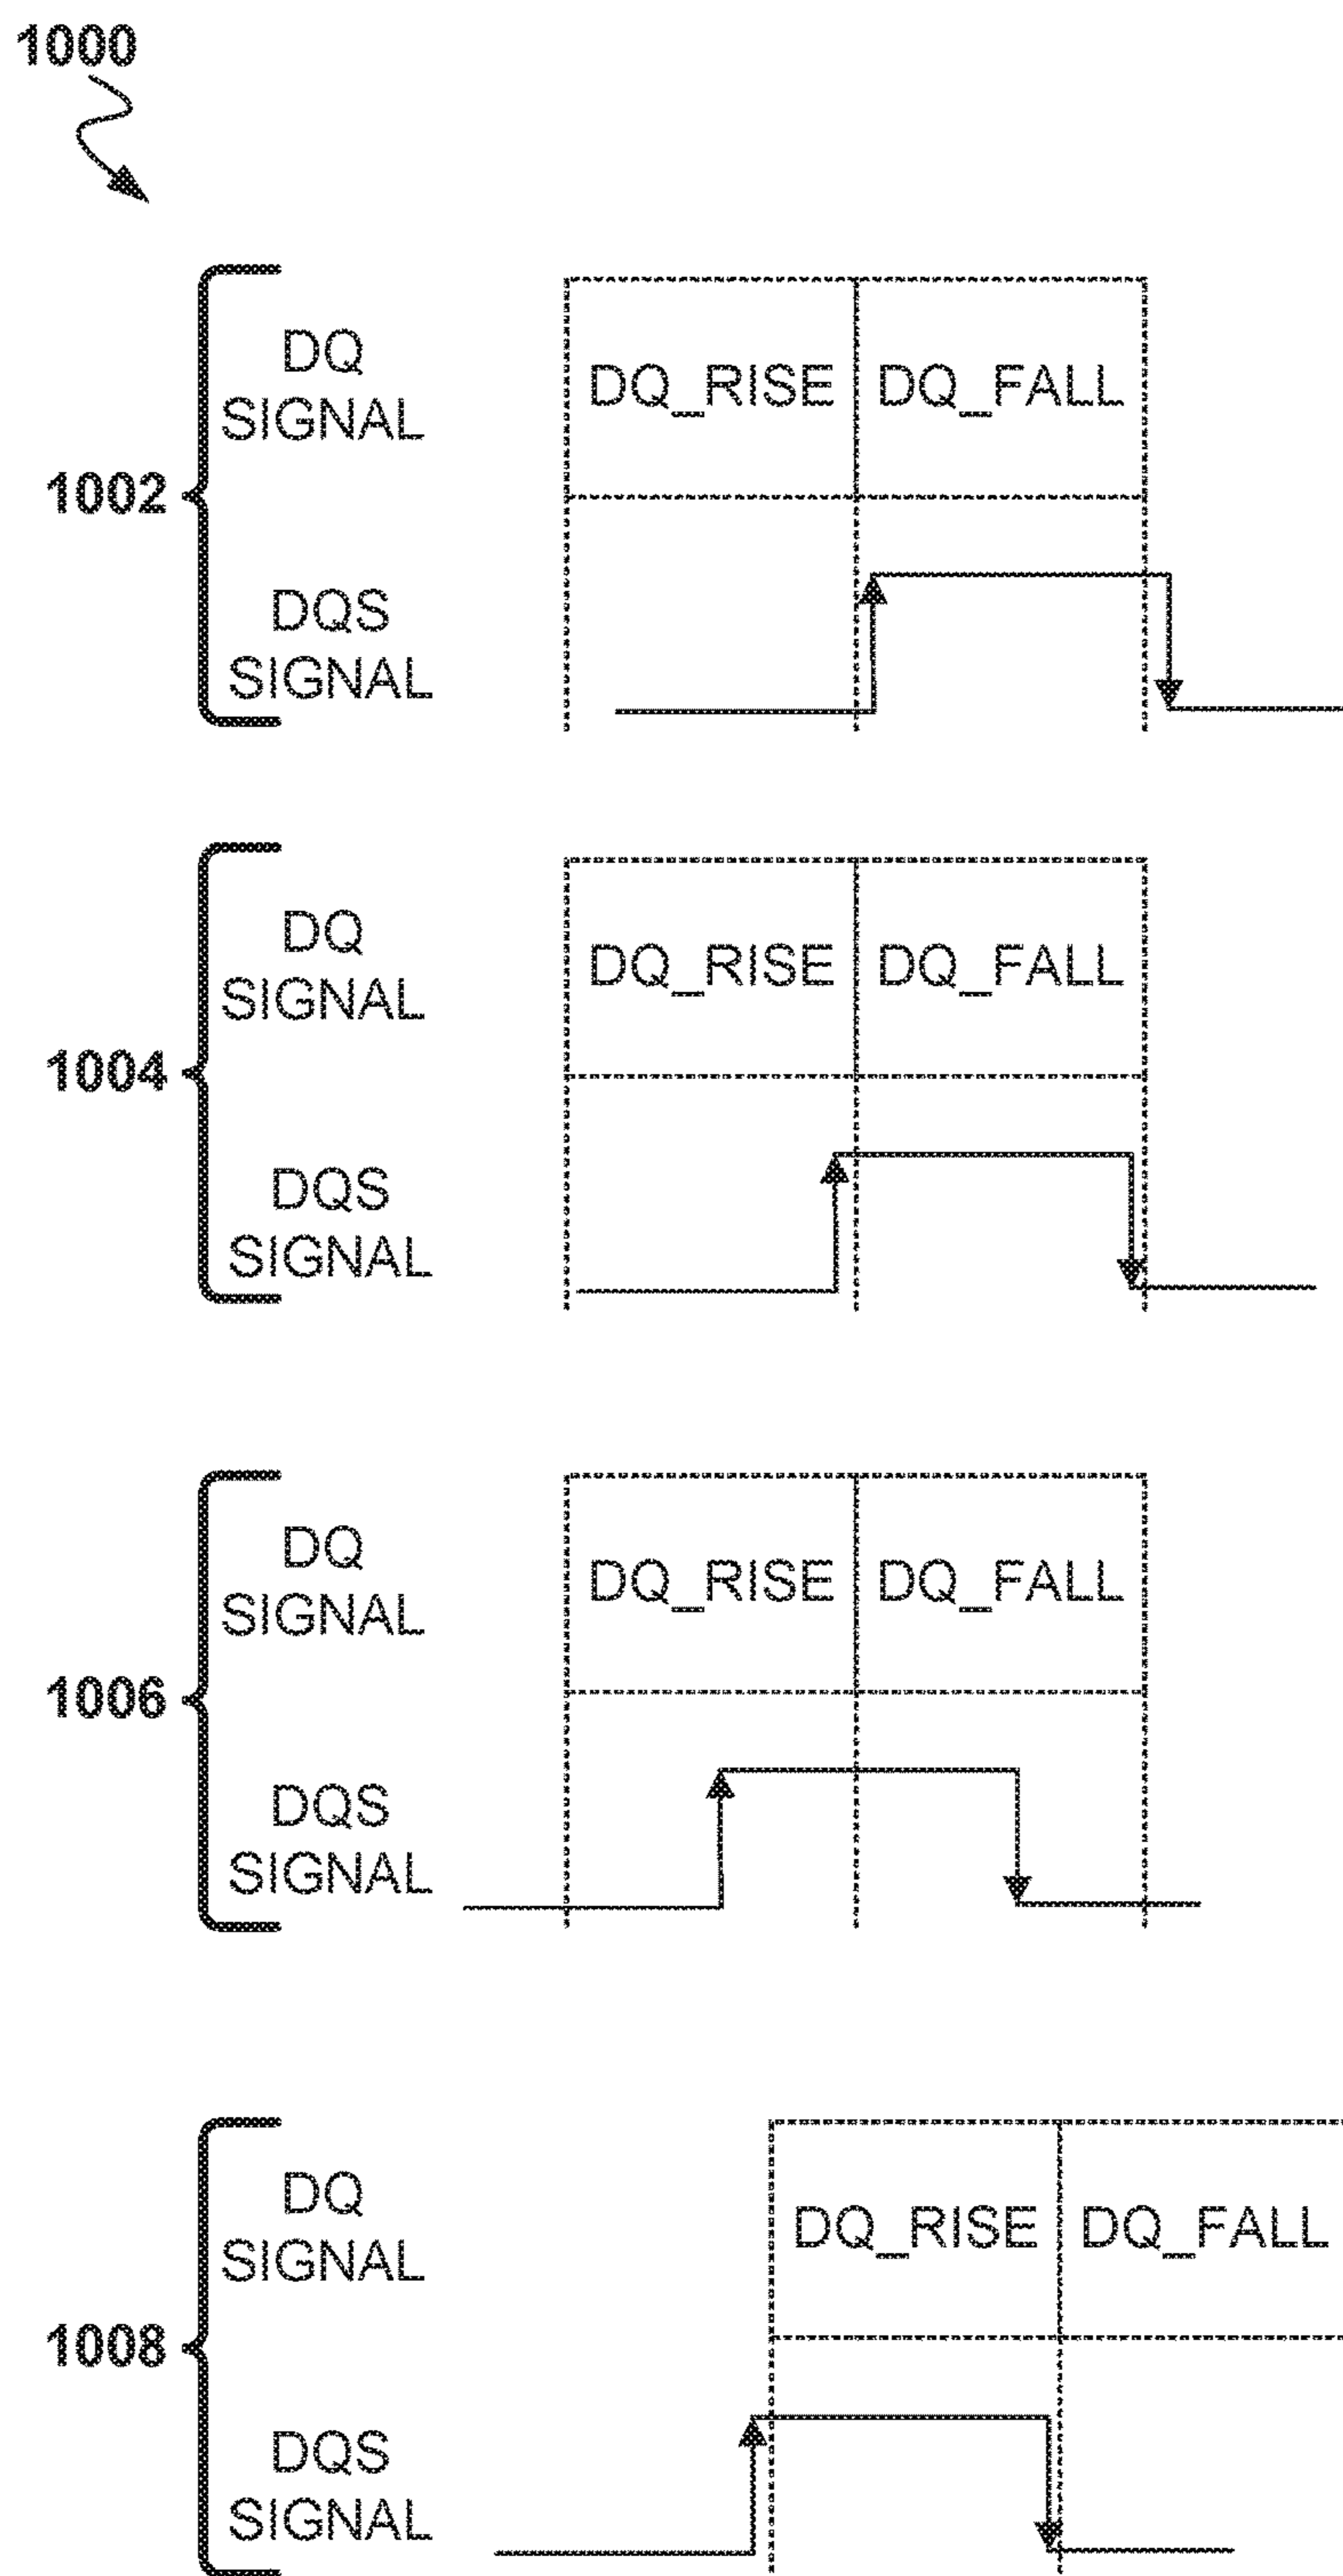 1000
DQ
SIGNAL
DQ_RISE DQ_FALL
1002
DQS
SIGNAL
DQ
SIGNAL
DQ_RISE DQ_FALL
1004
DQS
SIGNAL
DQ
SIGNAL
DQ_RISE DQ_FALL
1006
DQS
SIGNAL
DQ
SIGNAL
DQ_RISE DQ_FALL
1008
DQS
SIGNAL